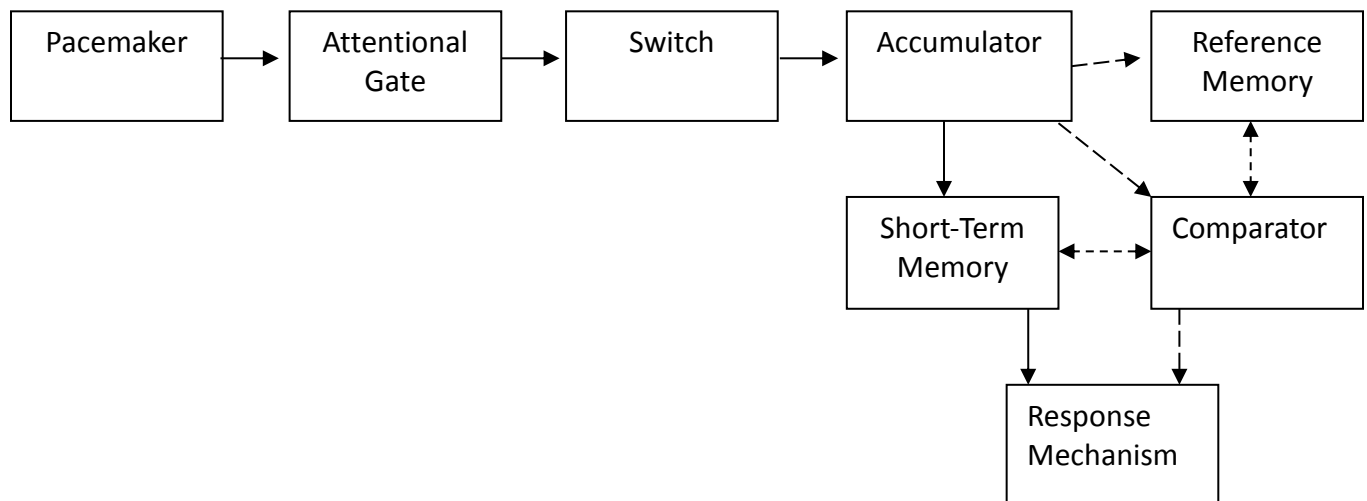 Pacemaker
Attentional
Gate
Switch
Accumulator
Reference
Memory
Short-Term
Memory
Comparator
Response
Mechanism